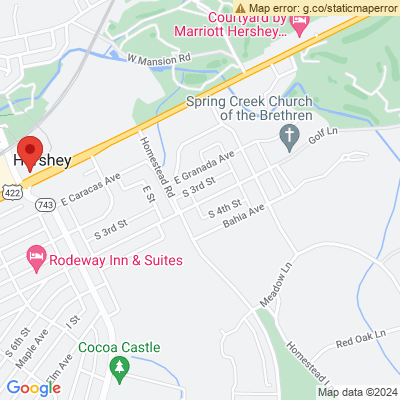 Map error: g.co/staticmaperror
Courtyard by
Marriott Hershey...
W Mansion Rd
Spring Creek Church
of the Brethren
Golf Ln
Hershey
E Granada Ave
Homestead Rd
S 3rd St
E Caracas Ave
E St
422
743
S 4th St
Bahia Ave
S 3rd St
Rodeway Inn & Suites
Meadow Ln
I St
S 6th St
Maple Ave
Elm Ave
Cocoa Castle
Red Oak Ln
Homestead
Google
Map data ©2024